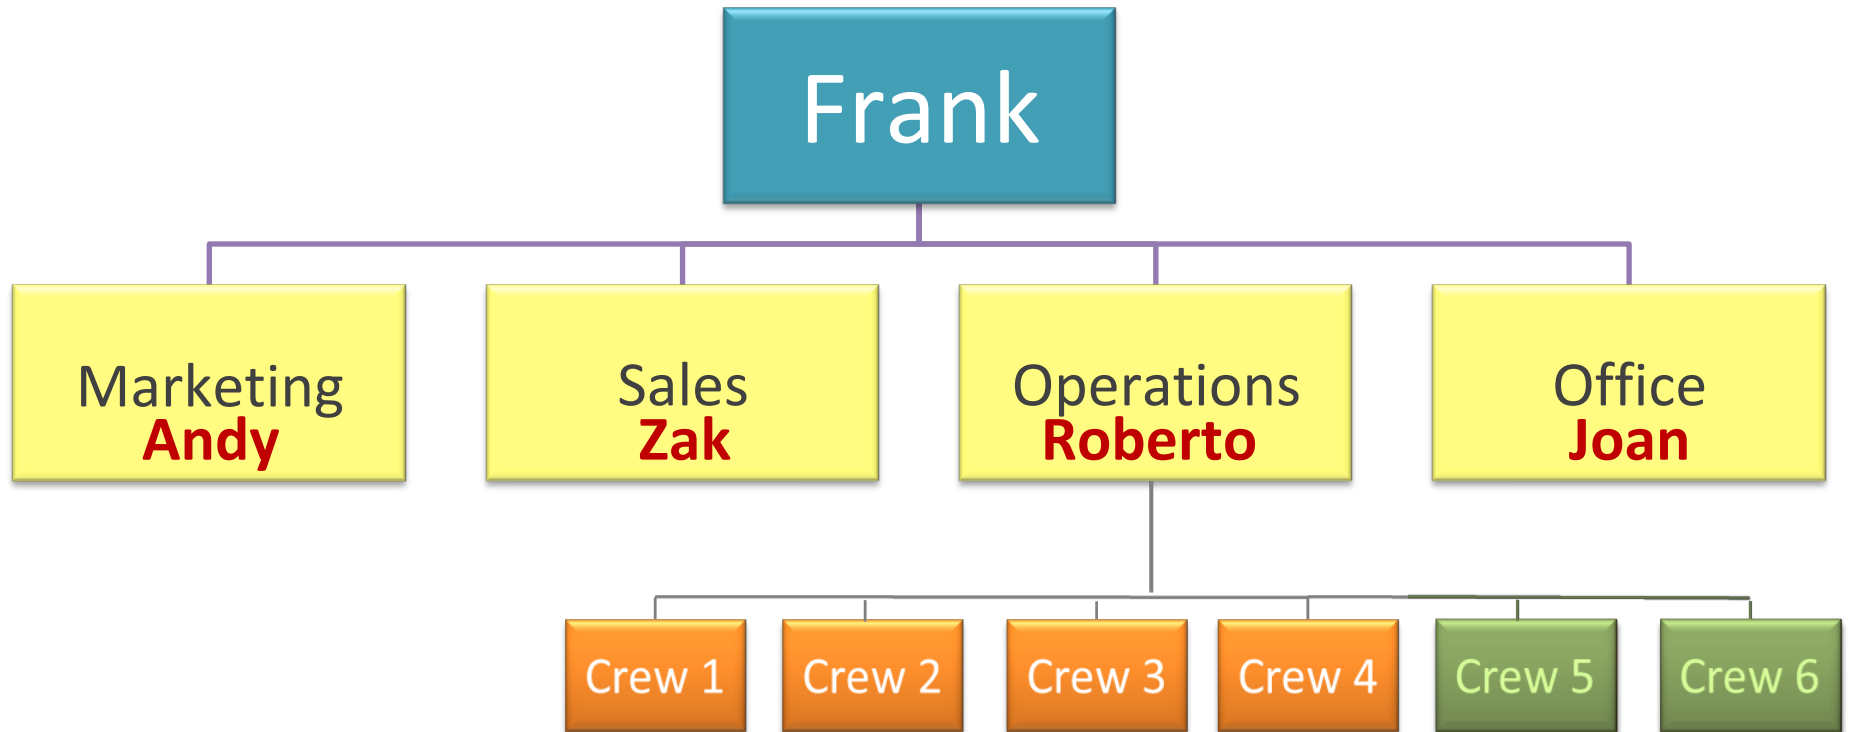 Frank
Marketing
Andy
Sales
Zak
Operations
Roberto
Office
Joan
Crew 1
Crew 2
Crew 3
Crew 4
Crew 5
Crew 6